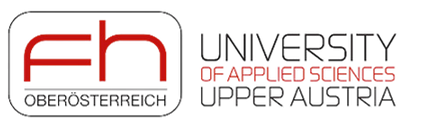 fh
OBERÖSTERREICH
UNIVERSITY
OF APPLIED SCIENCES
UPPER AUSTRIA